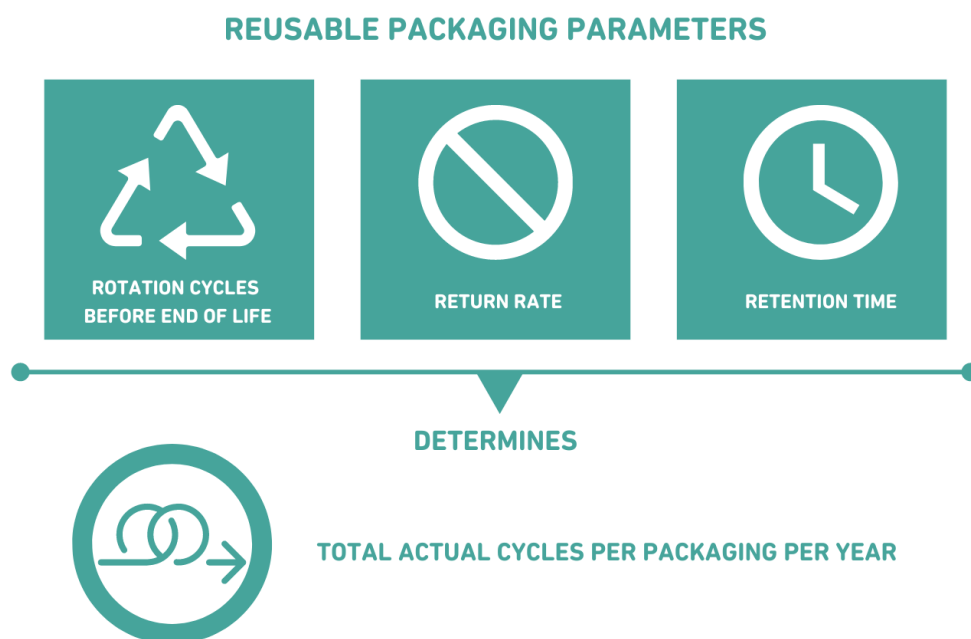 REUSABLE PACKAGING PARAMETERS
ROTATION CYCLES
BEFORE END OF LIFE
RETURN RATE
RETENTION TIME
DETERMINES
TOTAL ACTUAL CYCLES PER PACKAGING PER YEAR